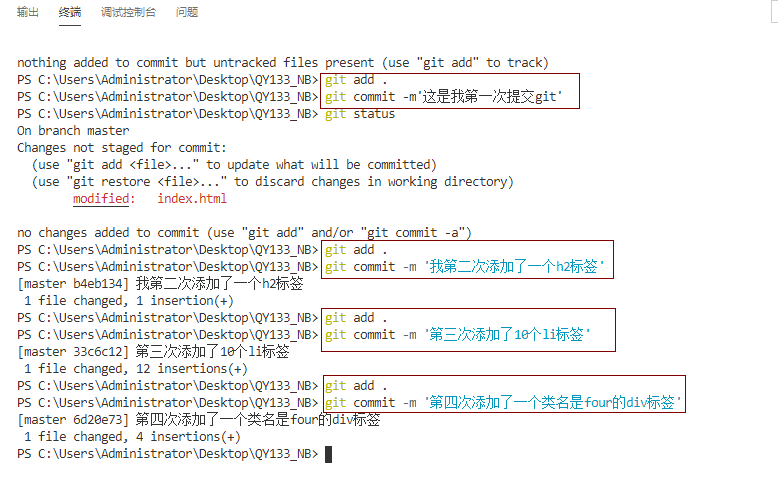 输出 终端 调试控制台 问题
nothing added to commit but untracked files present (use "git add" to track)
PS C:\Users\Administrator\Desktop\QY133_NB> git add .
PS C:\Users\Administrator\Desktop\QY133_NB> git commit -m'这是我第一次提交git'
PS C:\Users\Administrator\Desktop\QY133_NB> git status
On branch master
Changes not staged for commit:
  (use "git add <file>..." to update what will be committed)
  (use "git restore <file>..." to discard changes in working directory)
        modified:   index.html
no changes added to commit (use "git add" and/or "git commit -a")
PS C:\Users\Administrator\Desktop\QY133_NB> git add .
PS C:\Users\Administrator\Desktop\QY133_NB> git commit -m '我第二次添加了一个h2标签'
[master b4eb134] 我第二次添加了一个h2标签
 1 file changed, 1 insertion(+)
PS C:\Users\Administrator\Desktop\QY133_NB> git add .
PS C:\Users\Administrator\Desktop\QY133_NB> git commit -m '第三次添加了10个li标签'
[master 33c6c12] 第三次添加了10个li标签
 1 file changed, 12 insertions(+)
PS C:\Users\Administrator\Desktop\QY133_NB> git add .
PS C:\Users\Administrator\Desktop\QY133_NB> git commit -m '第四次添加了一个类名是four的div标签'
[master 6d20e73] 第四次添加了一个类名是four的div标签
 1 file changed, 4 insertions(+)
PS C:\Users\Administrator\Desktop\QY133_NB>